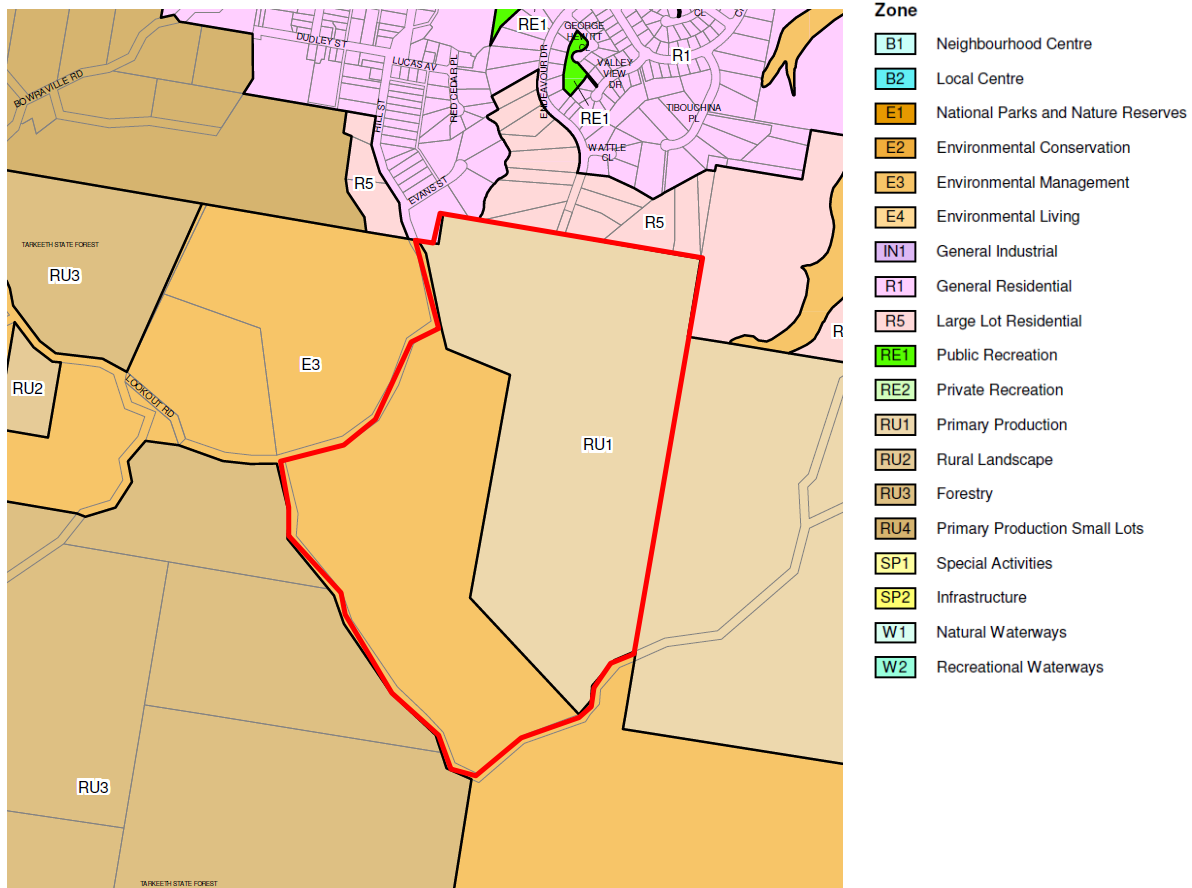 RE1
GEORGE
HEWITT
CL
CL
DUDLEY ST
R1
LUCAS AV
RED CEDAR PL
ENDEAVOUR DR
VALLEY
VIEW
DR
BOWRAVILLE RD
HILL ST
RE1
TIBOUCHINA
PL
WATTLE
CL
R5
EVANS ST
R5
TARKEETH STATE FOREST
RU3
R
E3
RU2
LOOKOUT RD
RU1
RU3
TARKEETH STATE FOREST
Zone
B1 Neighbourhood Centre
B2 Local Centre
E1 National Parks and Nature Reserves
E2 Environmental Conservation
E3 Environmental Management
E4 Environmental Living
IN1 General Industrial
R1 General Residential
R5 Large Lot Residential
RE1 Public Recreation
RE2 Private Recreation
RU1 Primary Production
RU2 Rural Landscape
RU3 Forestry
RU4 Primary Production Small Lots
SP1 Special Activities
SP2 Infrastructure
W1 Natural Waterways
W2 Recreational Waterways